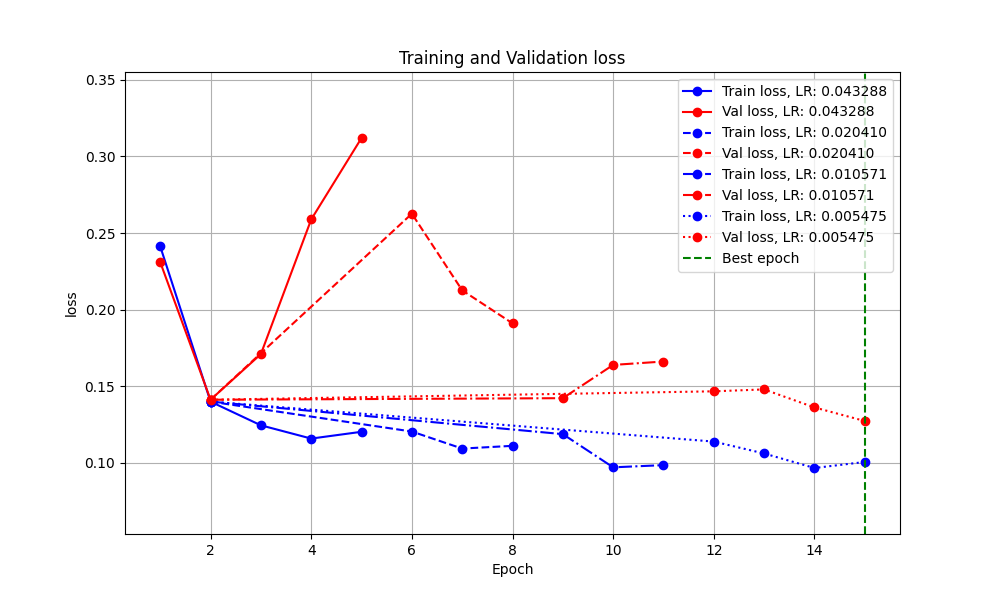 Training and Validation loss
0.35
0.30
0.25
0.20
0.15
0.10
loss
Train loss, LR: 0.043288
Val loss, LR: 0.043288
Train loss, LR: 0.020410
Val loss, LR: 0.020410
Train loss, LR: 0.010571
Val loss, LR: 0.010571
Train loss, LR: 0.005475
Val loss, LR: 0.005475
Best epoch
2 4 6 8 10 12 14
Epoch